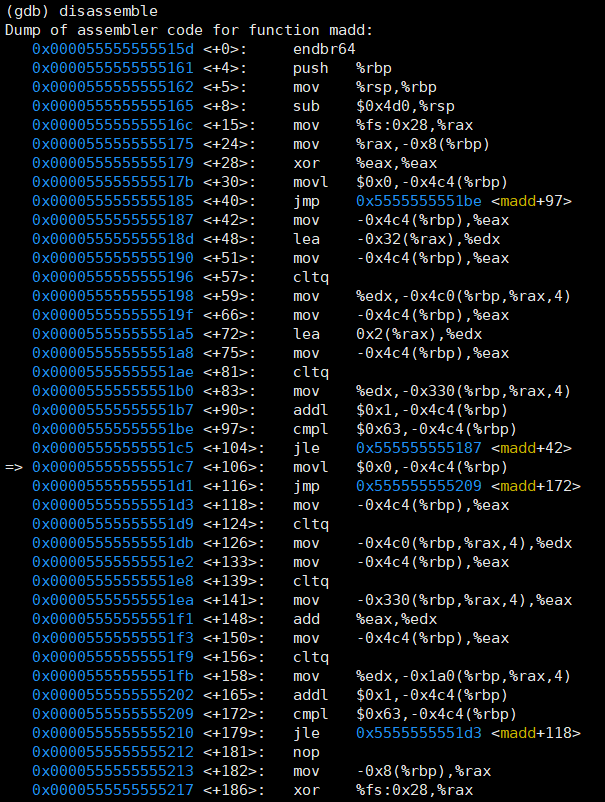 (gdb) disassemble
Dump of assembler code for function madd:
   0x000055555555515d <+0>:     endbr64
   0x0000555555555161 <+4>:     push   %rbp
   0x0000555555555162 <+5>:     mov    %rsp,%rbp
   0x0000555555555165 <+8>:     sub    $0x4d0,%rsp
   0x000055555555516c <+15>:    mov    %fs:0x28,%rax
   0x0000555555555175 <+24>:    mov    %rax,-0x8(%rbp)
   0x0000555555555179 <+28>:    xor    %eax,%eax
   0x000055555555517b <+30>:    movl   $0x0,-0x4c4(%rbp)
   0x0000555555555185 <+40>:    jmp    0x5555555551be <madd+97>
   0x0000555555555187 <+42>:    mov    -0x4c4(%rbp),%eax
   0x000055555555518d <+48>:    lea    -0x32(%rax),%edx
   0x0000555555555190 <+51>:    mov    -0x4c4(%rbp),%eax
   0x0000555555555196 <+57>:    cltq
   0x0000555555555198 <+59>:    mov    %edx,-0x4c0(%rbp,%rax,4)
   0x000055555555519f <+66>:    mov    -0x4c4(%rbp),%eax
   0x00005555555551a5 <+72>:    lea    0x2(%rax),%edx
   0x00005555555551a8 <+75>:    mov    -0x4c4(%rbp),%eax
   0x00005555555551ae <+81>:    cltq
   0x00005555555551b0 <+83>:    mov    %edx,-0x330(%rbp,%rax,4)
   0x00005555555551b7 <+90>:    addl   $0x1,-0x4c4(%rbp)
   0x00005555555551be <+97>:    cmpl   $0x63,-0x4c4(%rbp)
   0x00005555555551c5 <+104>:   jle    0x555555555187 <madd+42>
=> 0x00005555555551c7 <+106>:   movl   $0x0,-0x4c4(%rbp)
   0x00005555555551d1 <+116>:   jmp    0x555555555209 <madd+172>
   0x00005555555551d3 <+118>:   mov    -0x4c4(%rbp),%eax
   0x00005555555551d9 <+124>:   cltq
   0x00005555555551db <+126>:   mov    -0x4c0(%rbp,%rax,4),%edx
   0x00005555555551e2 <+133>:   mov    -0x4c4(%rbp),%eax
   0x00005555555551e8 <+139>:   cltq
   0x00005555555551ea <+141>:   mov    -0x330(%rbp,%rax,4),%eax
   0x00005555555551f1 <+148>:   add    %eax,%edx
   0x00005555555551f3 <+150>:   mov    -0x4c4(%rbp),%eax
   0x00005555555551f9 <+156>:   cltq
   0x00005555555551fb <+158>:   mov    %edx,-0x1a0(%rbp,%rax,4)
   0x0000555555555202 <+165>:   addl   $0x1,-0x4c4(%rbp)
   0x0000555555555209 <+172>:   cmpl   $0x63,-0x4c4(%rbp)
   0x0000555555555210 <+179>:   jle    0x5555555551d3 <madd+118>
   0x0000555555555212 <+181>:   nop
   0x0000555555555213 <+182>:   mov    -0x8(%rbp),%rax
   0x0000555555555217 <+186>:   xor    %fs:0x28,%rax